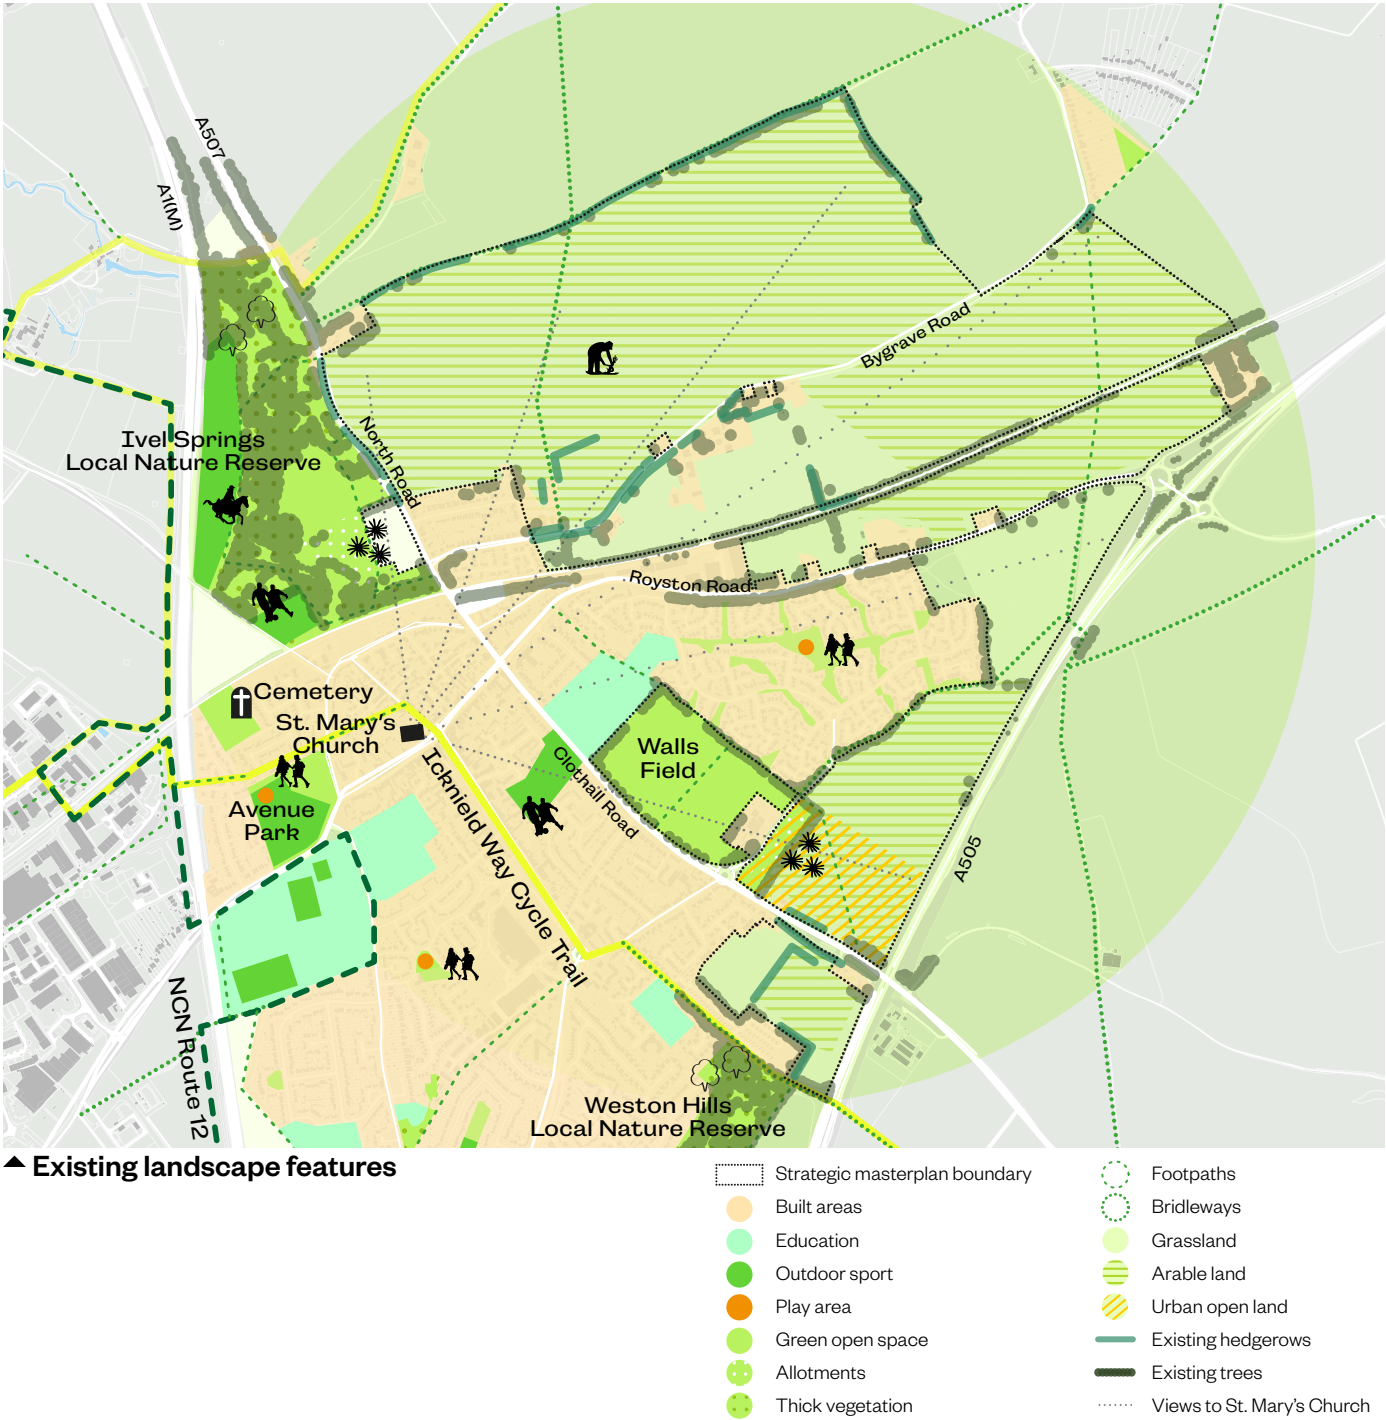 A507
A1(M)
Bygrave Road
Ivel Springs
Local Nature Reserve
North Road
Royston Road
Cemetery
St. Mary's
Church
Walls
Field
Clothall Road
Avenue
Park
Icknield Way Cycle Trail
A505
NCN Route 12
Weston Hills
Local Nature Reserve
Existing landscape features
Strategic masterplan boundary
Built areas
Education
Outdoor sport
Play area
Green open space
Allotments
Thick vegetation
Footpaths
Bridleways
Grassland
Arable land
Urban open land
Existing hedgerows
Existing trees
Views to St. Mary's Church